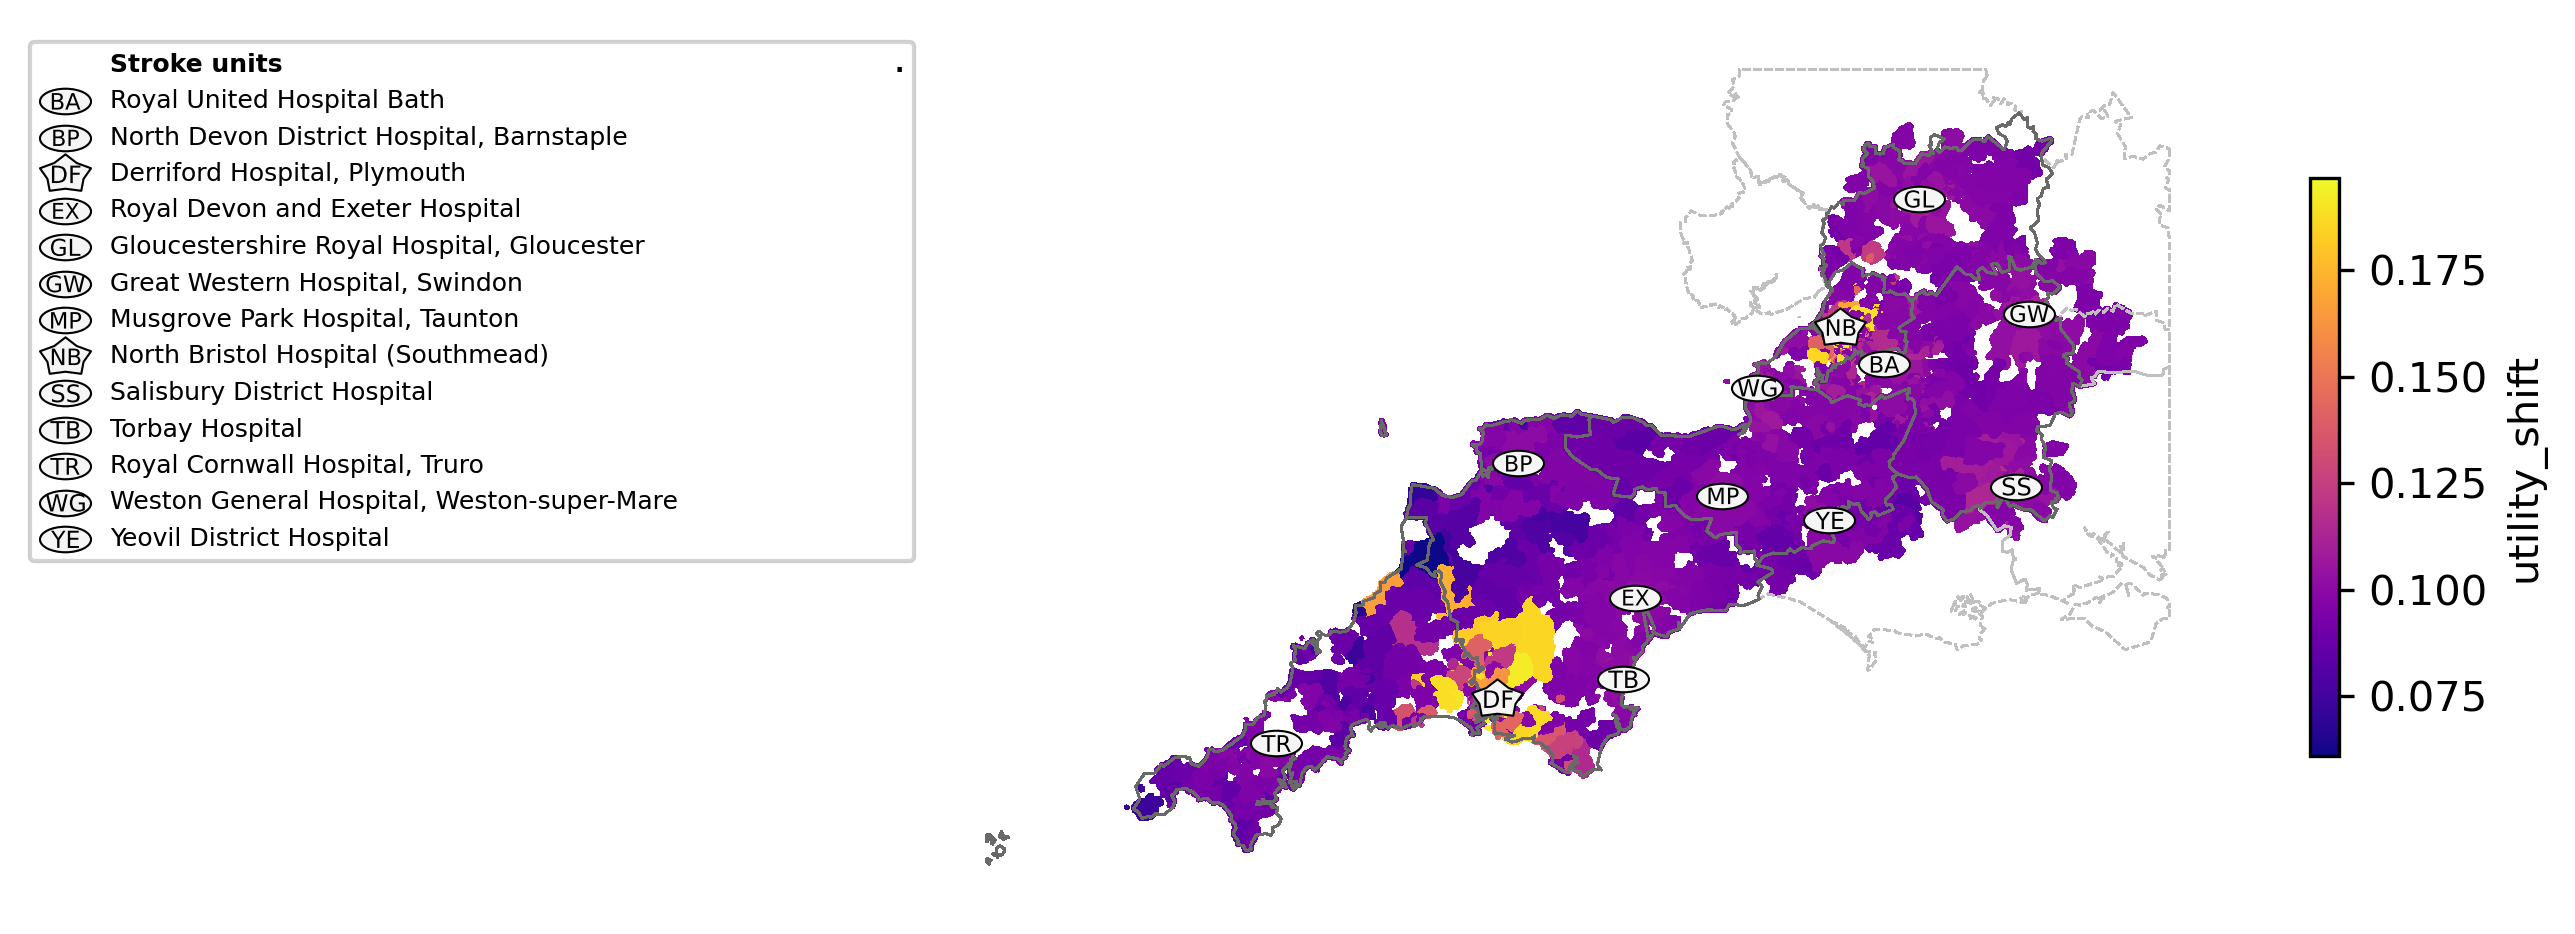 Stroke units .
BA Royal United Hospital Bath
BP North Devon District Hospital, Barnstaple
DF Derriford Hospital, Plymouth
EX Royal Devon and Exeter Hospital
GL Gloucestershire Royal Hospital, Gloucester
GW Great Western Hospital, Swindon
MP Musgrove Park Hospital, Taunton
NB North Bristol Hospital (Southmead)
SS Salisbury District Hospital
TB Torbay Hospital
TR Royal Cornwall Hospital, Truro
WG Weston General Hospital, Weston-super-Mare
YE Yeovil District Hospital
GL
GW
NB
BA
WG
BP
SS
MP
YE
EX
TB
DF
TR
0.175
0.150
0.125
0.100
0.075
utility_shift